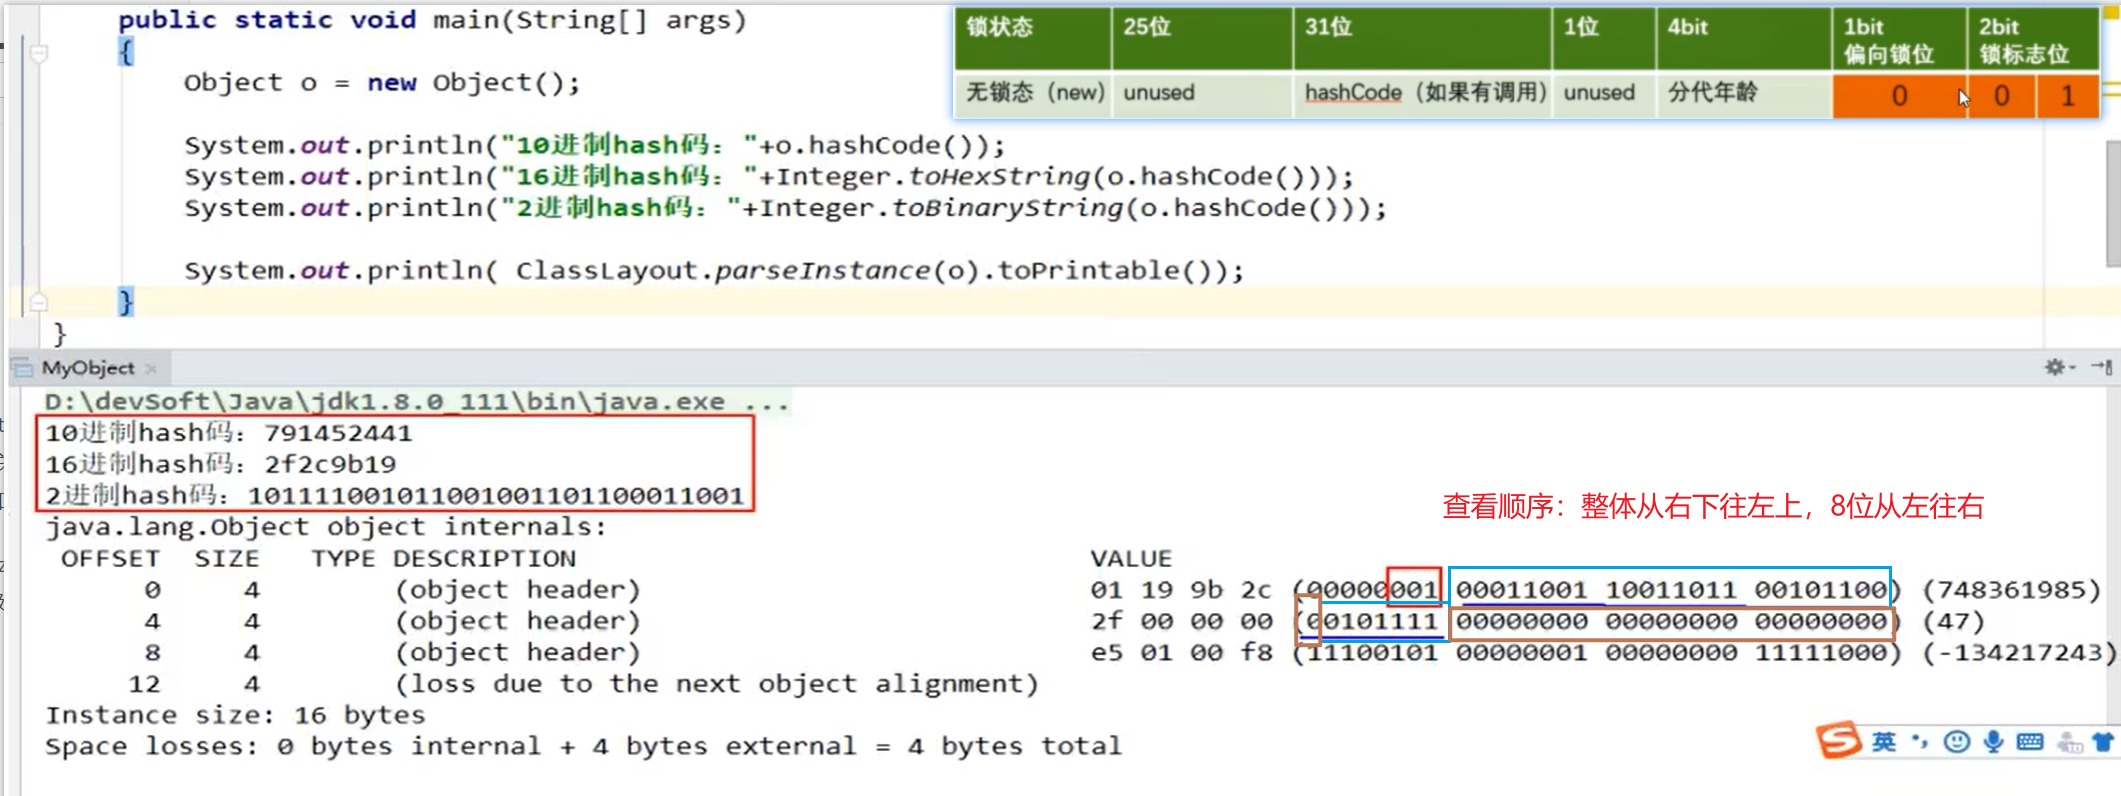 public static void main(String[] args)
{
Object o = new Object();
System.out.println("10进制hash码："+o.hashCode());
System.out.println("16进制hash码："+Integer.toHexString(o.hashCode()));
System.out.println("2进制hash码："+Integer.toBinaryString(o.hashCode()));
System.out.println( ClassLayout.parseInstance(o).toPrintable());
}
}
锁状态 25位 31位 1位 4bit 1bit 偏向锁位 2bit 锁标志位
无锁态（new） unused hashCode（如果有调用） unused 分代年龄 0 0 1
MyObject
D:\devSoft\Java\jdk1.8.0_111\bin\java.exe ...
10进制hash码：791452441
16进制hash码：2f2c9b19
2进制hash码：101111001011001001101100011001
java.lang.Object object internals:
查看顺序：整体从右下往左上，8位从左往右
OFFSET SIZE TYPE DESCRIPTION VALUE
0 4 (object header) 01 19 9b 2c (00000001 00011001 10011011 00101100) (748361985)
4 4 (object header) 2f 00 00 00 (00101111 00000000 00000000 00000000) (47)
8 4 (object header) e5 01 00 f8 (11100101 00000001 00000000 11111000) (-134217243)
12 4 (loss due to the next object alignment)
Instance size: 16 bytes
Space losses: 0 bytes internal + 4 bytes external = 4 bytes total
英